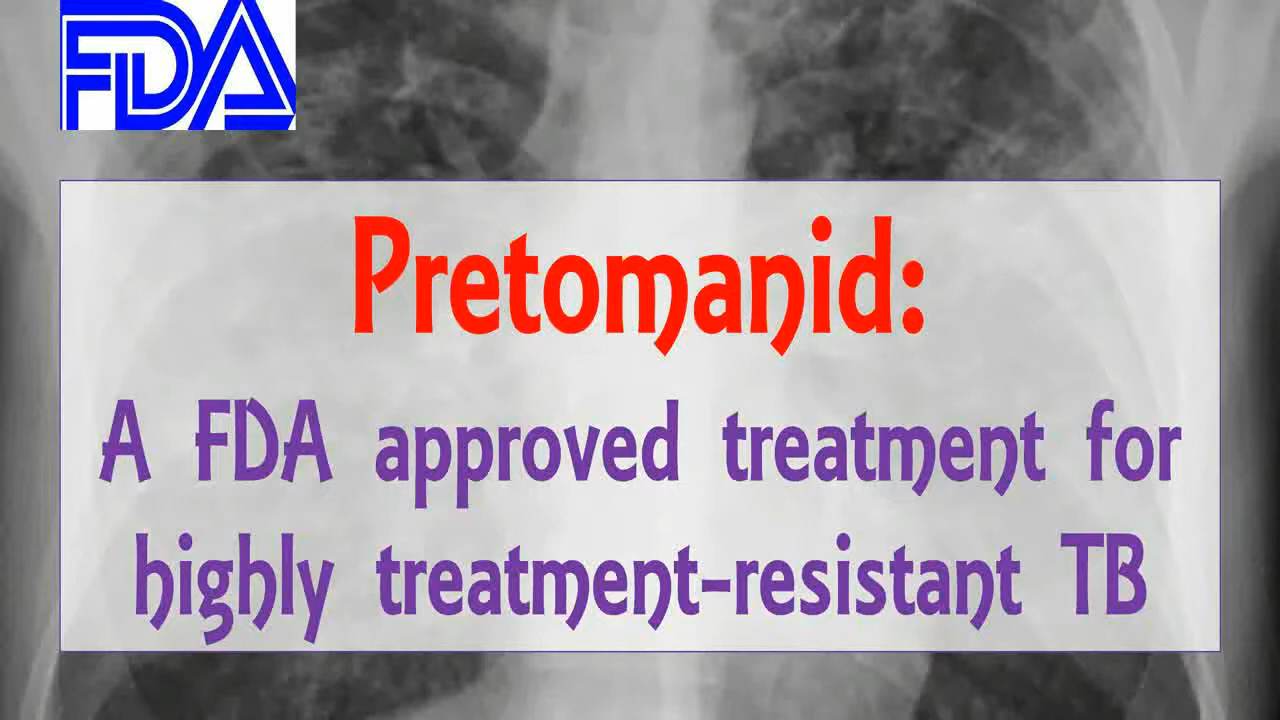 FDA
Pretomanid:
A FDA approved treatment for
highly treatment-resistant TB